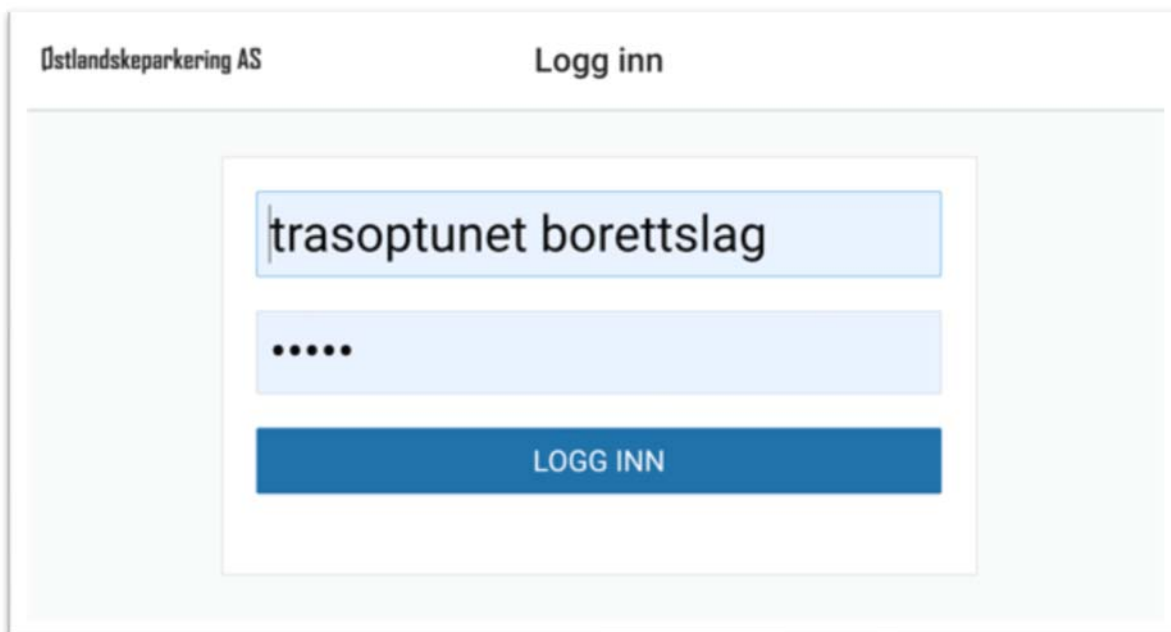 Østlandskeparkering AS
Logg inn
trasoptunet borettslag
•••••
LOGG INN